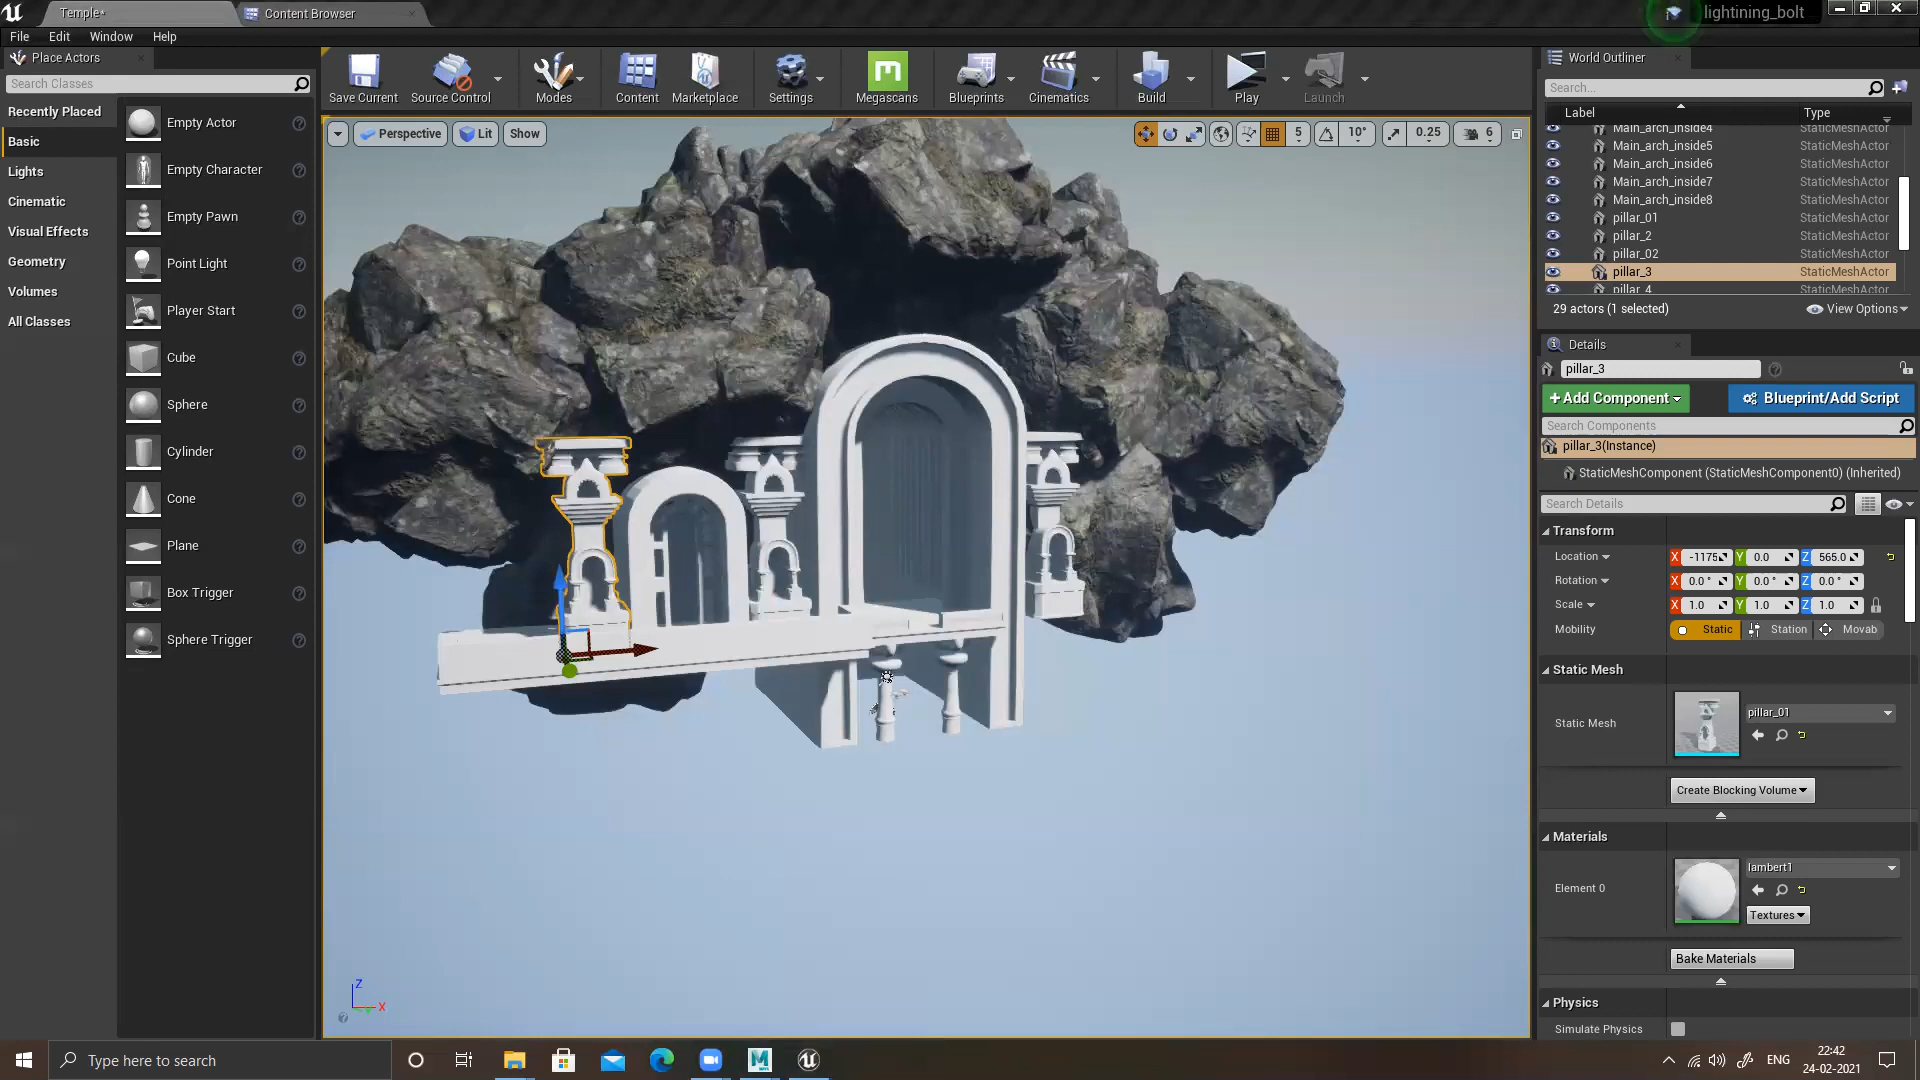 Temple*
Content Browser
lightining_bolt
File Edit Window Help
Place Actors
Search Classes
Recently Placed
Basic
Lights
Cinematic
Visual Effects
Geometry
Volumes
All Classes
Empty Actor
Empty Character
Empty Pawn
Point Light
Player Start
Cube
Sphere
Cylinder
Cone
Plane
Box Trigger
Sphere Trigger
Save Current
Source Control
Modes
Content
Marketplace
Settings
Megascans
Blueprints
Cinematics
Build
Play
Launch
Perspective
Lit
Show
5
10°
0.25
6
Z
X
World Outliner
Search...
Label Type
Main_arch_inside4 StaticMeshActor
Main_arch_inside5 StaticMeshActor
Main_arch_inside6 StaticMeshActor
Main_arch_inside7 StaticMeshActor
Main_arch_inside8 StaticMeshActor
pillar_01 StaticMeshActor
pillar_2 StaticMeshActor
pillar_02 StaticMeshActor
pillar_3 StaticMeshActor
pillar_4 StaticMeshActor
29 actors (1 selected) View Options
Details
pillar_3
+Add Component
Blueprint/Add Script
Search Components
pillar_3(Instance)
StaticMeshComponent (StaticMeshComponent0) (Inherited)
Search Details
Transform
Location X -1175 Y 0.0 Z 565.0
Rotation X 0.0° Y 0.0° Z 0.0°
Scale X 1.0 Y 1.0 Z 1.0
Mobility Static Station Movab
Static Mesh
Static Mesh pillar_01
Create Blocking Volume
Materials
Element 0 lambert1
Textures
Bake Materials
Physics
Simulate Physics
Type here to search
ENG
22:42
24-02-2021